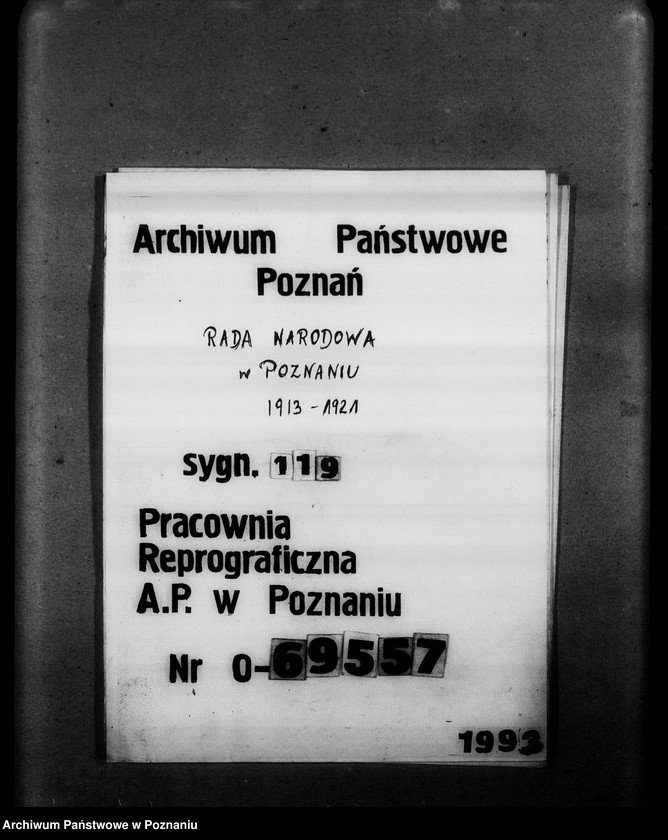 Archiwum Państwowe
Poznań
RADA NARODOWA
w POZNANIU
1913-1921
sygn. 119
Pracownia
Reprograficzna
A.P. w Poznaniu
Nr O-69557
1993
Archiwum Państwowe w Poznaniu